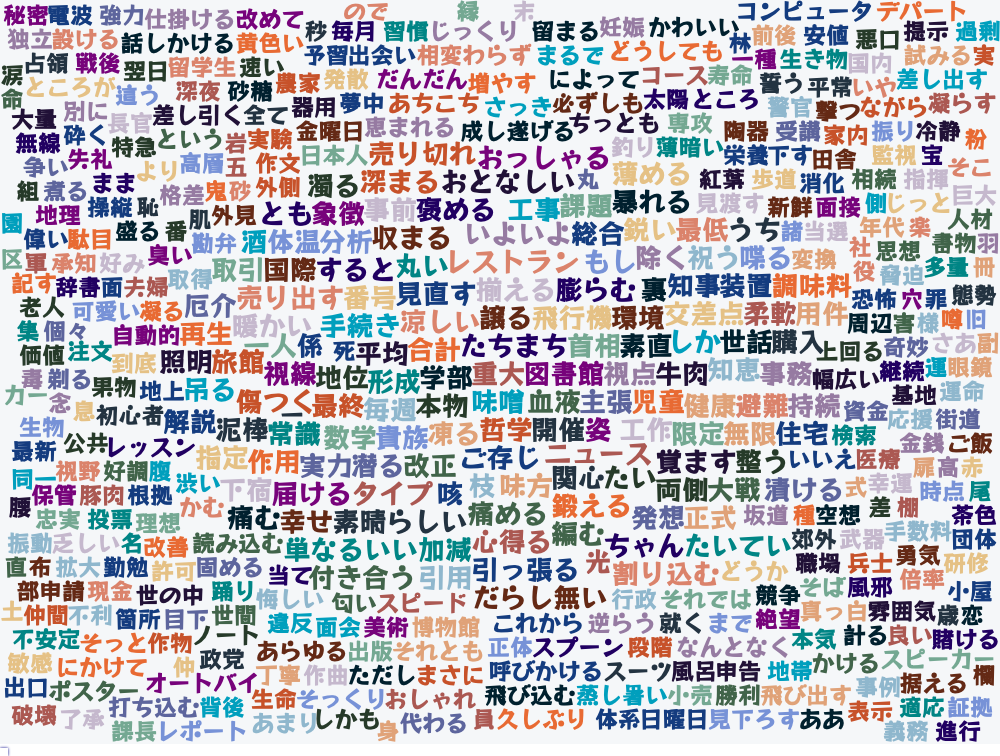 秘密 電波 強力 仕掛ける 改めて ので 縁 末 コンピュータ デパート
独立 設ける 話しかける 黄色い 秒 毎月 習慣 じっくり 留まる 妊娠 かわいい 林 前後 安値 悪口 提示 過剰
涙 占領 戦後 翌日 留学生 速い 予習 出会い 相変わらず まるで どうしても 一種 生き物 国内 試みる 実
命 ところが 違う 深夜 砂糖 農家 発散 だんだん 増やす によって コース 寿命 誓う 平常 いや 差し出す
大量 別に 長官 差し引く 全て 器用 夢中 あちこち さっき 必ずしも 太陽 ところ 警官 撃つ ながら 凝らす
無線 砕く 特急 という 岩 実験 金曜日 恵まれる 成し遂げる ちっとも 専攻 陶器 受講 家内 振り 冷静 粉
争い 失礼 より 高層 五 作文 日本人 売り切れ おっしゃる 釣り 薄暗い 栄養 下す 田舎 監視 宝 そこ
組 煮る まま 格差 鬼 砂 外側 濁る 深まる おとなしい 丸 薄める 紅葉 歩道 消化 相続 指揮 巨大
園 地理 操縦 恥 肌 外見 とも 象徴 事前 褒める 工事 課題 暴れる 見渡す 新鮮 面接 側 じっと 人材
偉い 駄目 盛る 番 勘弁 酒 体温 分析 収まる いよいよ 総合 鋭い 最低 うち 諸 当選 年代 楽 書物 羽
区 軍 承知 好み 臭い 取得 取引 国際 すると 丸い レストラン もし 除く 祝う 喋る 変換 社 思想 役 脅迫 多量 冊
記す 辞書 面 夫婦 売り出す 番号 見直す 揃える 膨らむ 裏 知事 装置 調味料 恐怖 穴 罪 態勢
老人 可愛い 凝る 厄介 暖かい 手続き 涼しい 譲る 飛行機 環境 交差点 柔軟 用件 周辺 害 様 噂 旧
集 個々 自動的 再生 一人 係 死 平均 合計 たちまち 首相 素直 しか 世話 購入 上回る 奇妙 さあ 副
価値 注文 到底 照明 旅館 視線 地位 形成 学部 重大 図書館 視点 牛肉 知恵 事務 幅広い 継続 運 眼鏡
毒 剃る 果物 地上 吊る 傷つく 最終 毎週 本物 味噌 血液 主張 児童 健康 避難 持続 資金 基地 運命
カー 念 息 初心者 解説 泥棒 常識 数学 貴族 凍る 哲学 開催 姿 工作 限定 無限 住宅 検索 応援 街道
生物 最新 公共 レッスン 指定 作用 実力 潜る 改正 ご存じ ニュース 覚ます 整う いいえ 医療 金銭 ご飯
同一 視野 好調 腹 渋い 下宿 届ける タイプ 咳 枝 味方 関心 たい 両側 大戦 漬ける 式 幸運 扉 高 赤
腰 保管 豚肉 根拠 かむ 痛む 幸せ 素晴らしい 痛める 鍛える 発想 正式 坂道 種 空想 差 棚 時点 尾
忠実 投票 理想 茶色
振動 乏しい 名 改善 読み込む 単なる いい 加減 心得る 編む ちゃん たいてい 郊外 武器 手数料 団体
直 布 拡大 勤勉 許可 固める 当て 付き合う 引用 引っ張る 光 割り込む どうか 職場 兵士 勇気 研修
部 申請 現金 世の中 踊り 悔しい 匂い スピード だらし無い 行政 それでは 競争 そば 風邪 倍率 小屋
土 仲間 不利 箇所 目下 世間 違反 面会 美術 博物館 これから 逆らう 就く まで 絶望 真っ白 雰囲気 歳 恋
不安定 そっと 作物 ノート あらゆる 出版 それとも 正体 スプーン 段階 なんとなく 本気 計る 良い 賭ける
敏感 にかけて 仲 政党 丁寧 作曲 ただし まさに 呼びかける スーツ 風呂 申告 地帯 かける スピーカー
出口 ポスター オートバイ 生命 そっくり おしゃれ 飛び込む 蒸し暑い 小売 勝利 飛び出す 事例 据える 欄
破壊 了承 打ち込む 背後 あまり しかも 身 代わる 員 久しぶり 体系 日曜日 見下ろす ああ 表示 適応 証拠
課長 レポート 義務 進行